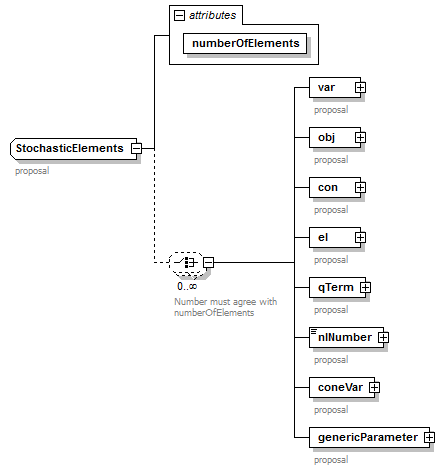 attributes
numberOfElements
StochasticElements
proposal
0..∞
Number must agree with
numberOfElements
var
proposal
obj
proposal
con
proposal
el
proposal
qTerm
proposal
nlNumber
proposal
coneVar
proposal
genericParameter
proposal